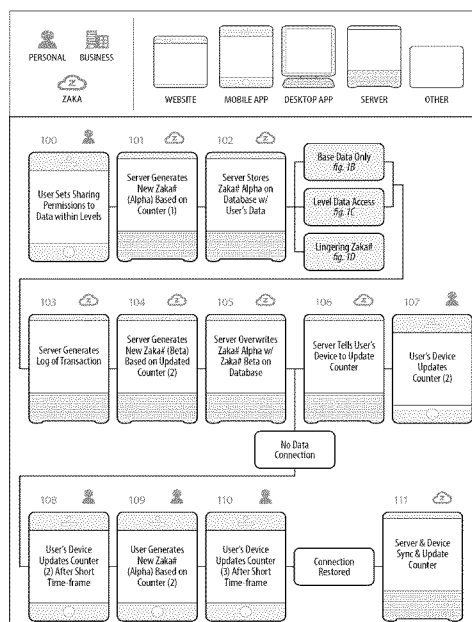 PERSONAL BUSINESS
ZAKA
WEBSITE MOBILE APP DESKTOP APP SERVER OTHER
100 101 102
User Sets Sharing
Permissions to
Data within Levels
Server Generates
New Zaka#
(Alpha) Based on
Counter (1)
Server Stores
Zaka# Alpha on
Database w/
User's Data
Base Data Only
fig. 1B
Level Data Access
fig. 1C
Lingering Zaka#
fig. 1D
103 104 105 106 107
Server Generates
Log of Transaction
Server Generates
New Zaka# (Beta)
Based on Updated
Counter (2)
Server Overwrites
Zaka# Alpha w/
Zaka# Beta on
Database
Server Tells User's
Device to Update
Counter
User's Device
Updates
Counter (2)
No Data
Connection
108 109 110 111
User's Device
Updates Counter
(2) After Short
Time-frame
User Generates
New Zaka#
(Alpha) Based on
Counter (2)
User's Device
Updates Counter
(3) After Short
Time-frame
Connection
Restored
Server & Device
Sync & Update
Counter